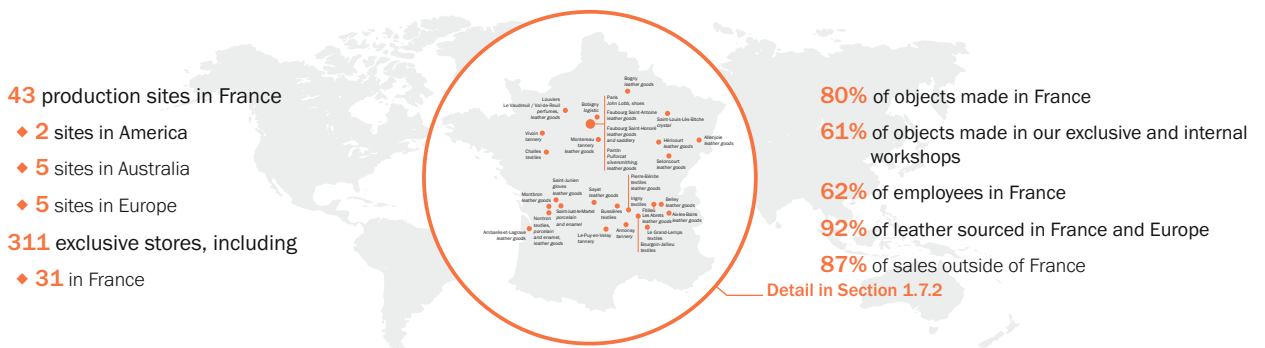 43 production sites in France
◆ 2 sites in America
◆ 5 sites in Australia
◆ 5 sites in Europe
311 exclusive stores, including
◆ 31 in France
Bogny
leather goods
Louviers
Le Vaudreuil / Val-de-Reuil
perfumes,
leather goods
Bobigny
logistic
Paris
John Lobb, shoes
Faubourg Saint-Antoine
leather goods
Faubourg Saint-Honoré
leather goods
and saddlery
Pantin
Puiforcat
silversmithing,
leather goods
Saint-Louis-Lès-Bitche
crystal
Vivoin
tannery
Montereau
tannery
leather goods
Héricourt
leather goods
Allenjoie
leather goods
Challes
textiles
Seloncourt
leather goods
Pierre-Bénite
textiles
leather goods
Saint-Junien
gloves
leather goods
Montbron
leather goods
Sayat
leather goods
Irigny
textiles
Belley
leather goods
Fitilieu
Les Abrets
leather goods
Aix-les-Bains
leather goods
Nontron
textiles,
porcelain
and enamel,
leather goods
Saint-Just-le-Martel
porcelain
and enamel
Bussières
textiles
Ambarès-et-Lagrave
leather goods
Le-Puy-en-Velay
tannery
Annonay
tannery
Le Grand-Lemps
textiles
Bourgoin-Jallieu
textiles
80% of objects made in France
61% of objects made in our exclusive and internal
workshops
62% of employees in France
92% of leather sourced in France and Europe
87% of sales outside of France
Detail in Section 1.7.2